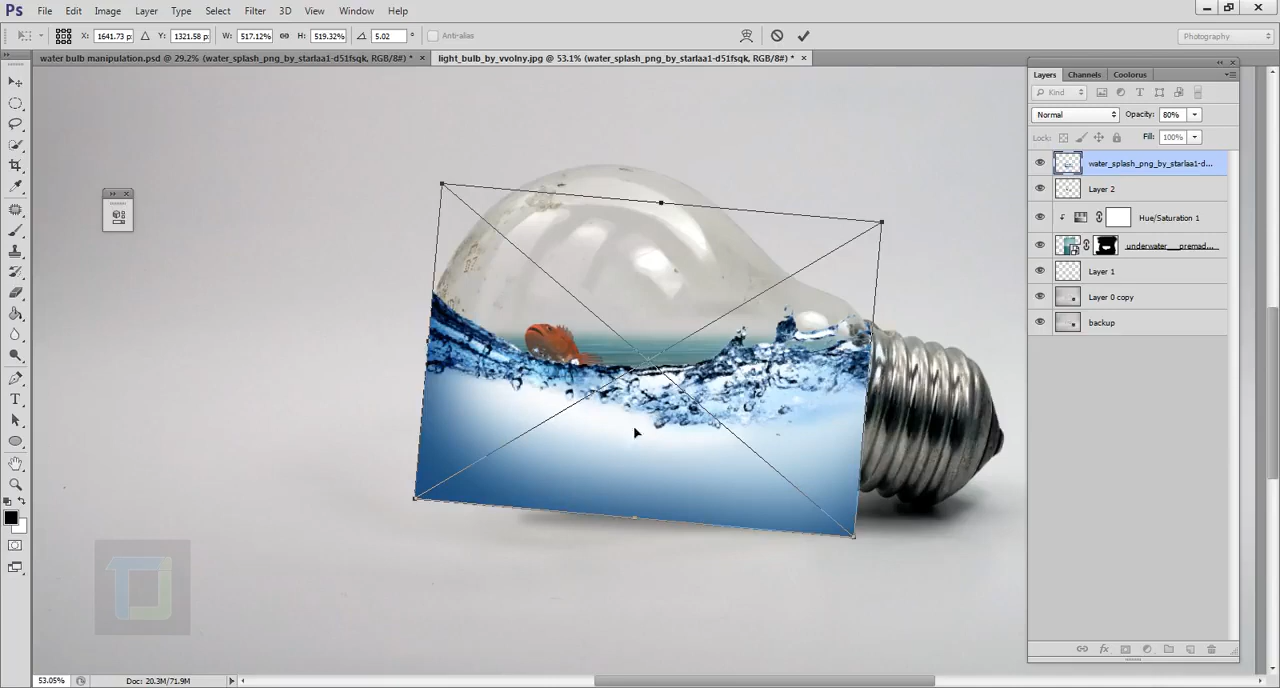 Ps File Edit Image Layer Type Select Filter 3D View Window Help
X: 1641.73 p: Y: 1321.58 p: W: 517.12% H: 519.32% 5.02 ° Anti-alias Photography
water bulb manipulation.psd @ 29.2% (water_splash_png_by_starlaa1-d51fsqk, RGB/8#) * × light_bulb_by_vvolny.jpg @ 53.1% (water_splash_png_by_starlaa1-d51fsqk, RGB/8#) * ×
Layers Channels Coolorus
Kind
Normal Opacity: 80%
Lock: Fill: 100%
water_splash_png_by_starlaa1-d...
Layer 2
Hue/Saturation 1
underwater___premad...
Layer 1
Layer 0 copy
backup
53.05% Doc: 20.3M/71.9M